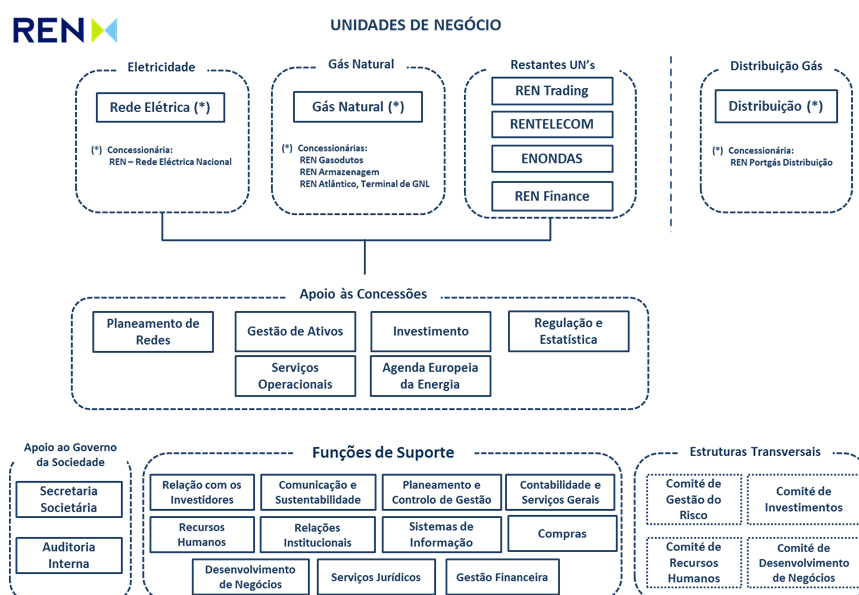 REN
UNIDADES DE NEGÓCIO
Eletricidade
Rede Elétrica (*)
(*) Concessionária:
REN – Rede Eléctrica Nacional
Gás Natural
Gás Natural (*)
(*) Concessionárias:
REN Gasodutos
REN Armazenagem
REN Atlântico, Terminal de GNL
Restantes UN's
REN Trading
RENTELECOM
ENONDAS
REN Finance
Distribuição Gás
Distribuição (*)
(*) Concessionária:
REN Portgás Distribuição
Apoio às Concessões
Planeamento de
Redes
Gestão de Ativos
Investimento
Regulação e
Estatística
Serviços
Operacionais
Agenda Europeia
da Energia
Apoio ao Governo
da Sociedade
Secretaria
Societária
Auditoria
Interna
Funções de Suporte
Relação com os
Investidores
Comunicação e
Sustentabilidade
Planeamento e
Controlo de Gestão
Contabilidade e
Serviços Gerais
Recursos
Humanos
Relações
Institucionais
Sistemas de
Informação
Compras
Desenvolvimento
de Negócios
Serviços Jurídicos
Gestão Financeira
Estruturas Transversais
Comité de
Gestão do
Risco
Comité de
Investimentos
Comité de
Recursos
Humanos
Comité de
Desenvolvimento
de Negócios